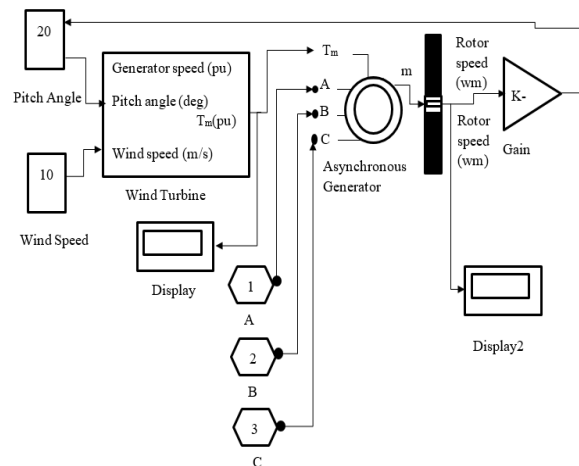 20
Pitch Angle
10
Wind Speed
Generator speed (pu)
Pitch angle (deg)
Tm(pu)
Wind speed (m/s)
Wind Turbine
Display
1
A
2
B
3
C
Tm
A
B
C
m
Asynchronous
Generator
Rotor
speed
(wm)
Rotor
speed
(wm)
K-
Gain
Display2